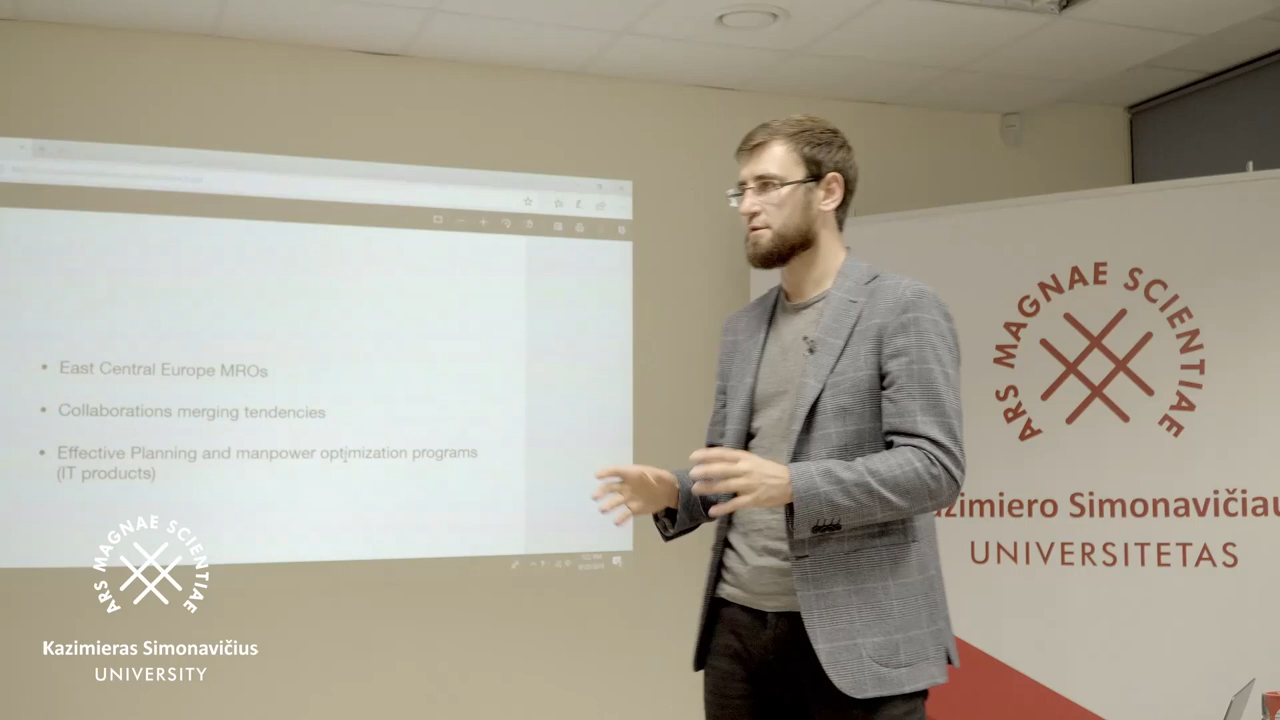 East Central Europe MROs
Collaborations merging tendencies
Effective Planning and manpower optimization programs
(IT products)
ARS MAGNAE SCIENTIAE
Kazimieras Simonavičius
UNIVERSITY
ARS MAGNAE SCIENTIAE
zimiero Simonavičiau
UNIVERSITETAS